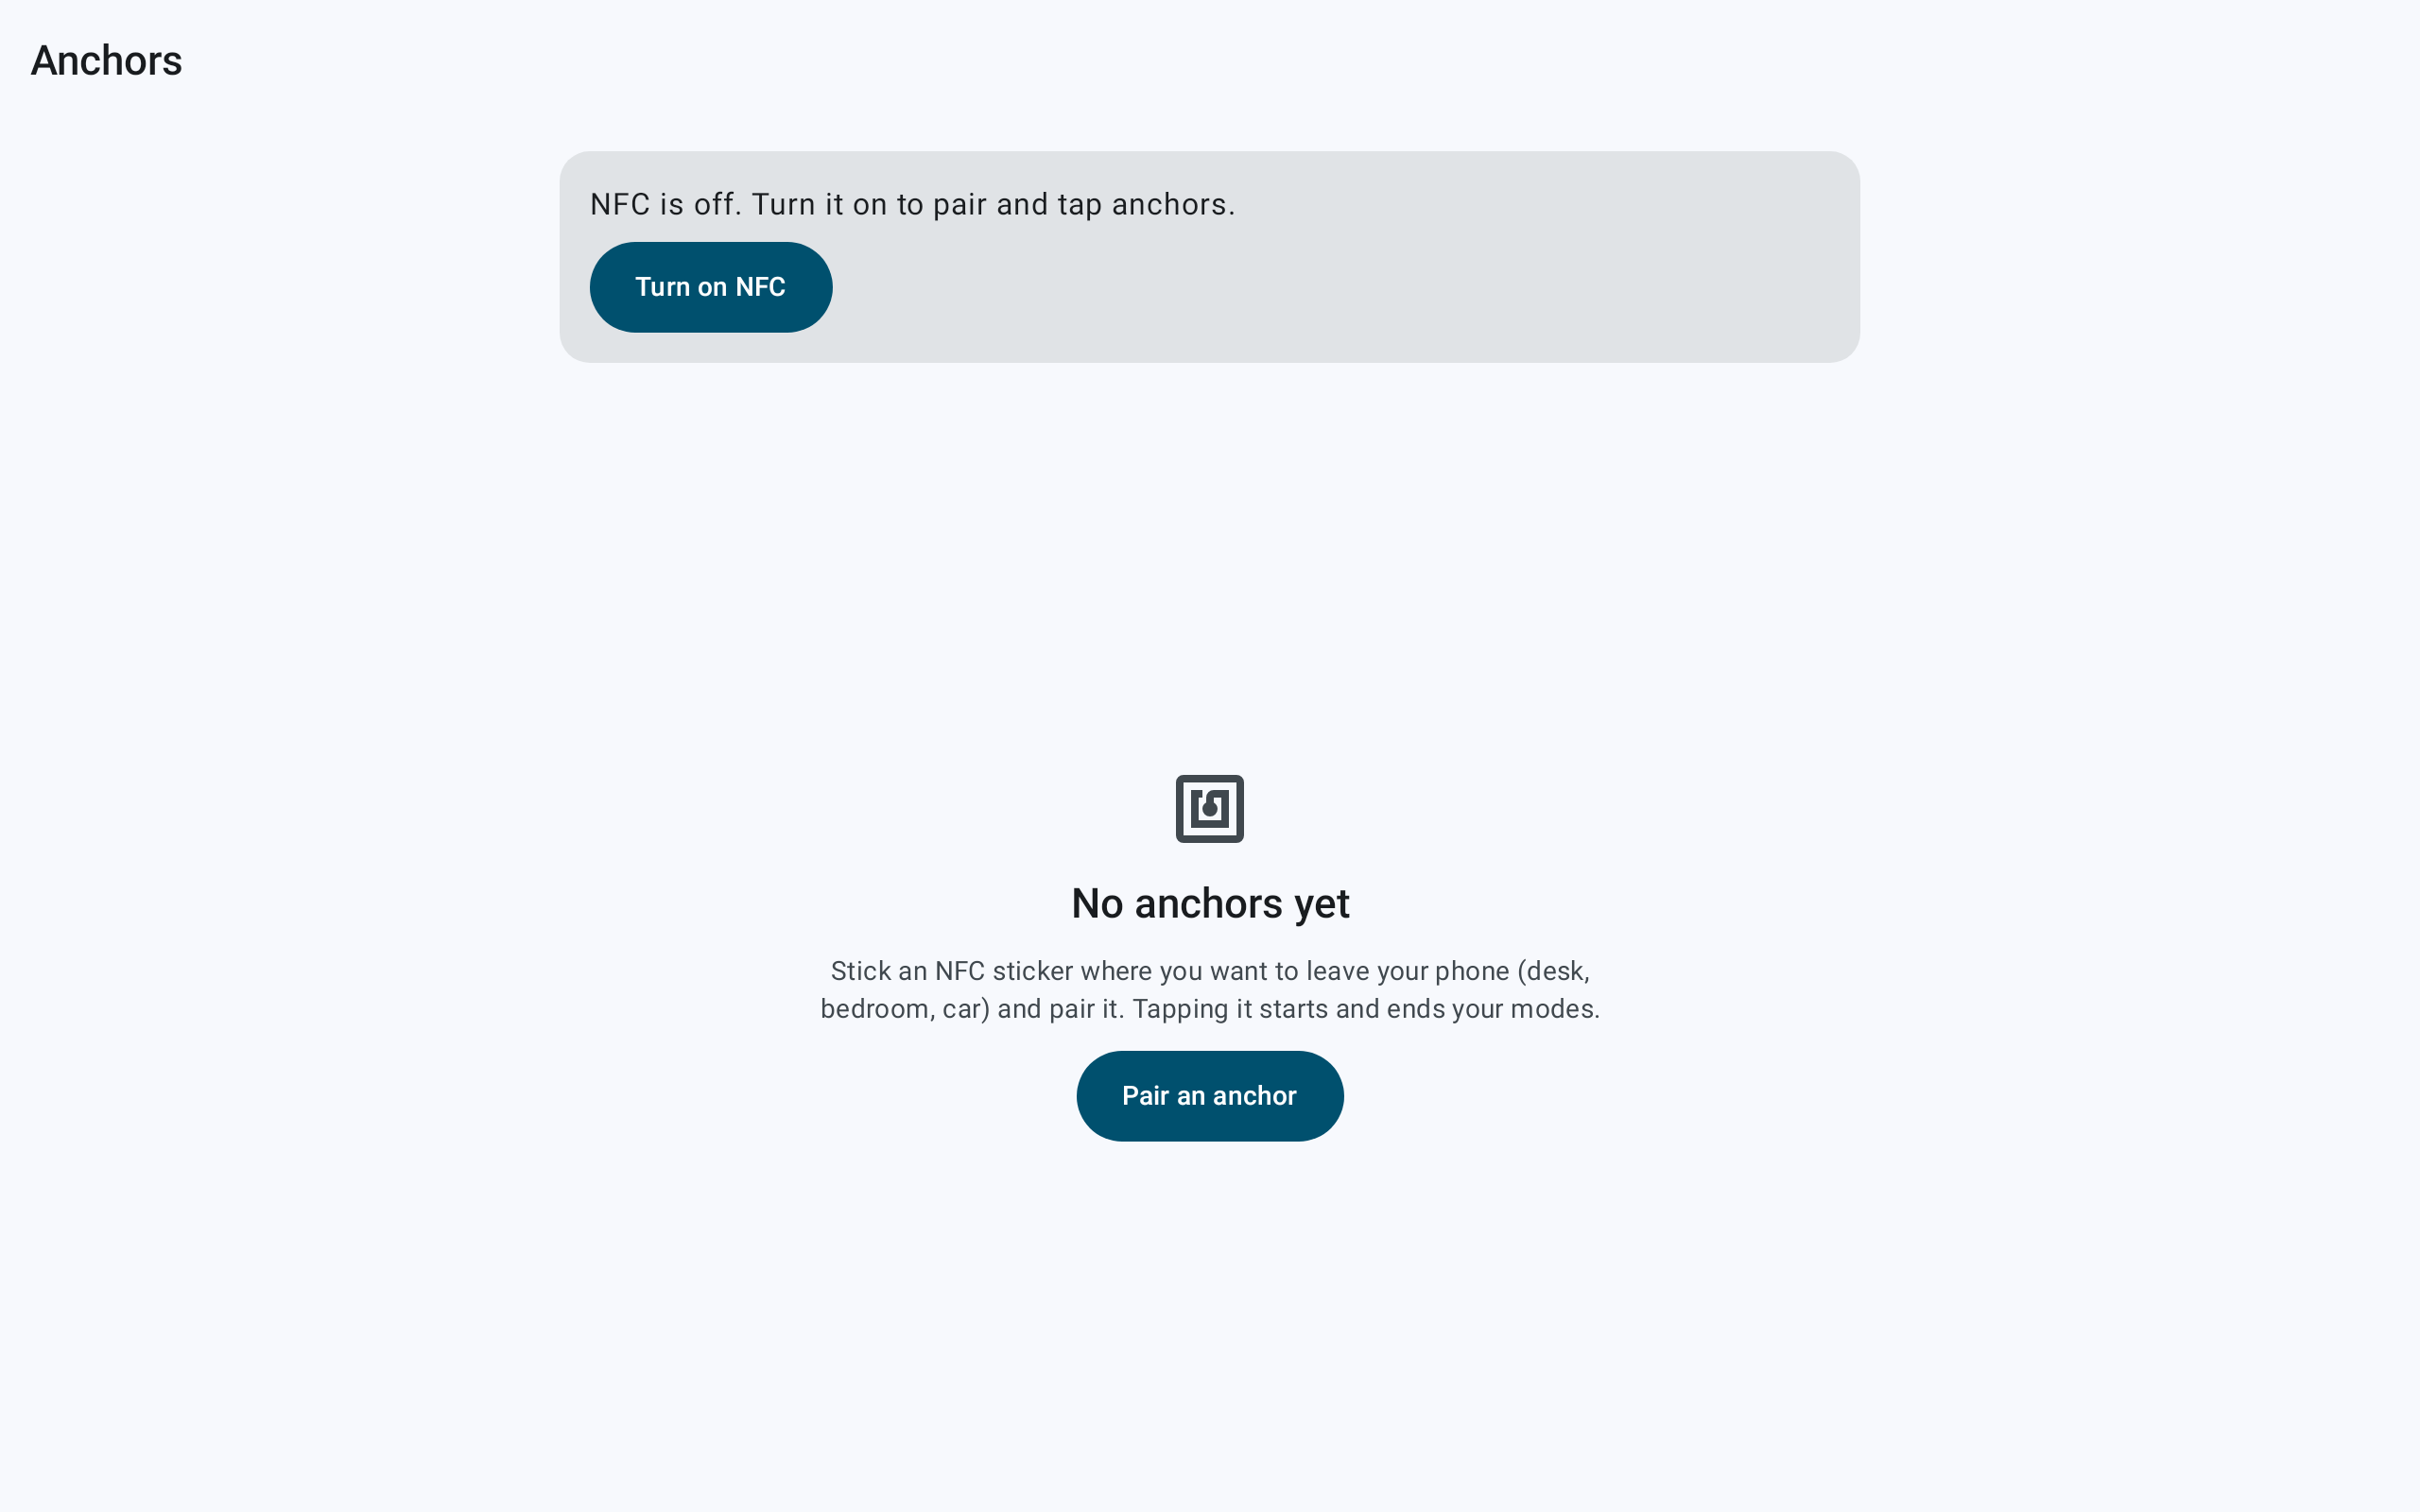 Anchors
NFC is off. Turn it on to pair and tap anchors.
Turn on NFC
No anchors yet
Stick an NFC sticker where you want to leave your phone (desk,
bedroom, car) and pair it. Tapping it starts and ends your modes.
Pair an anchor